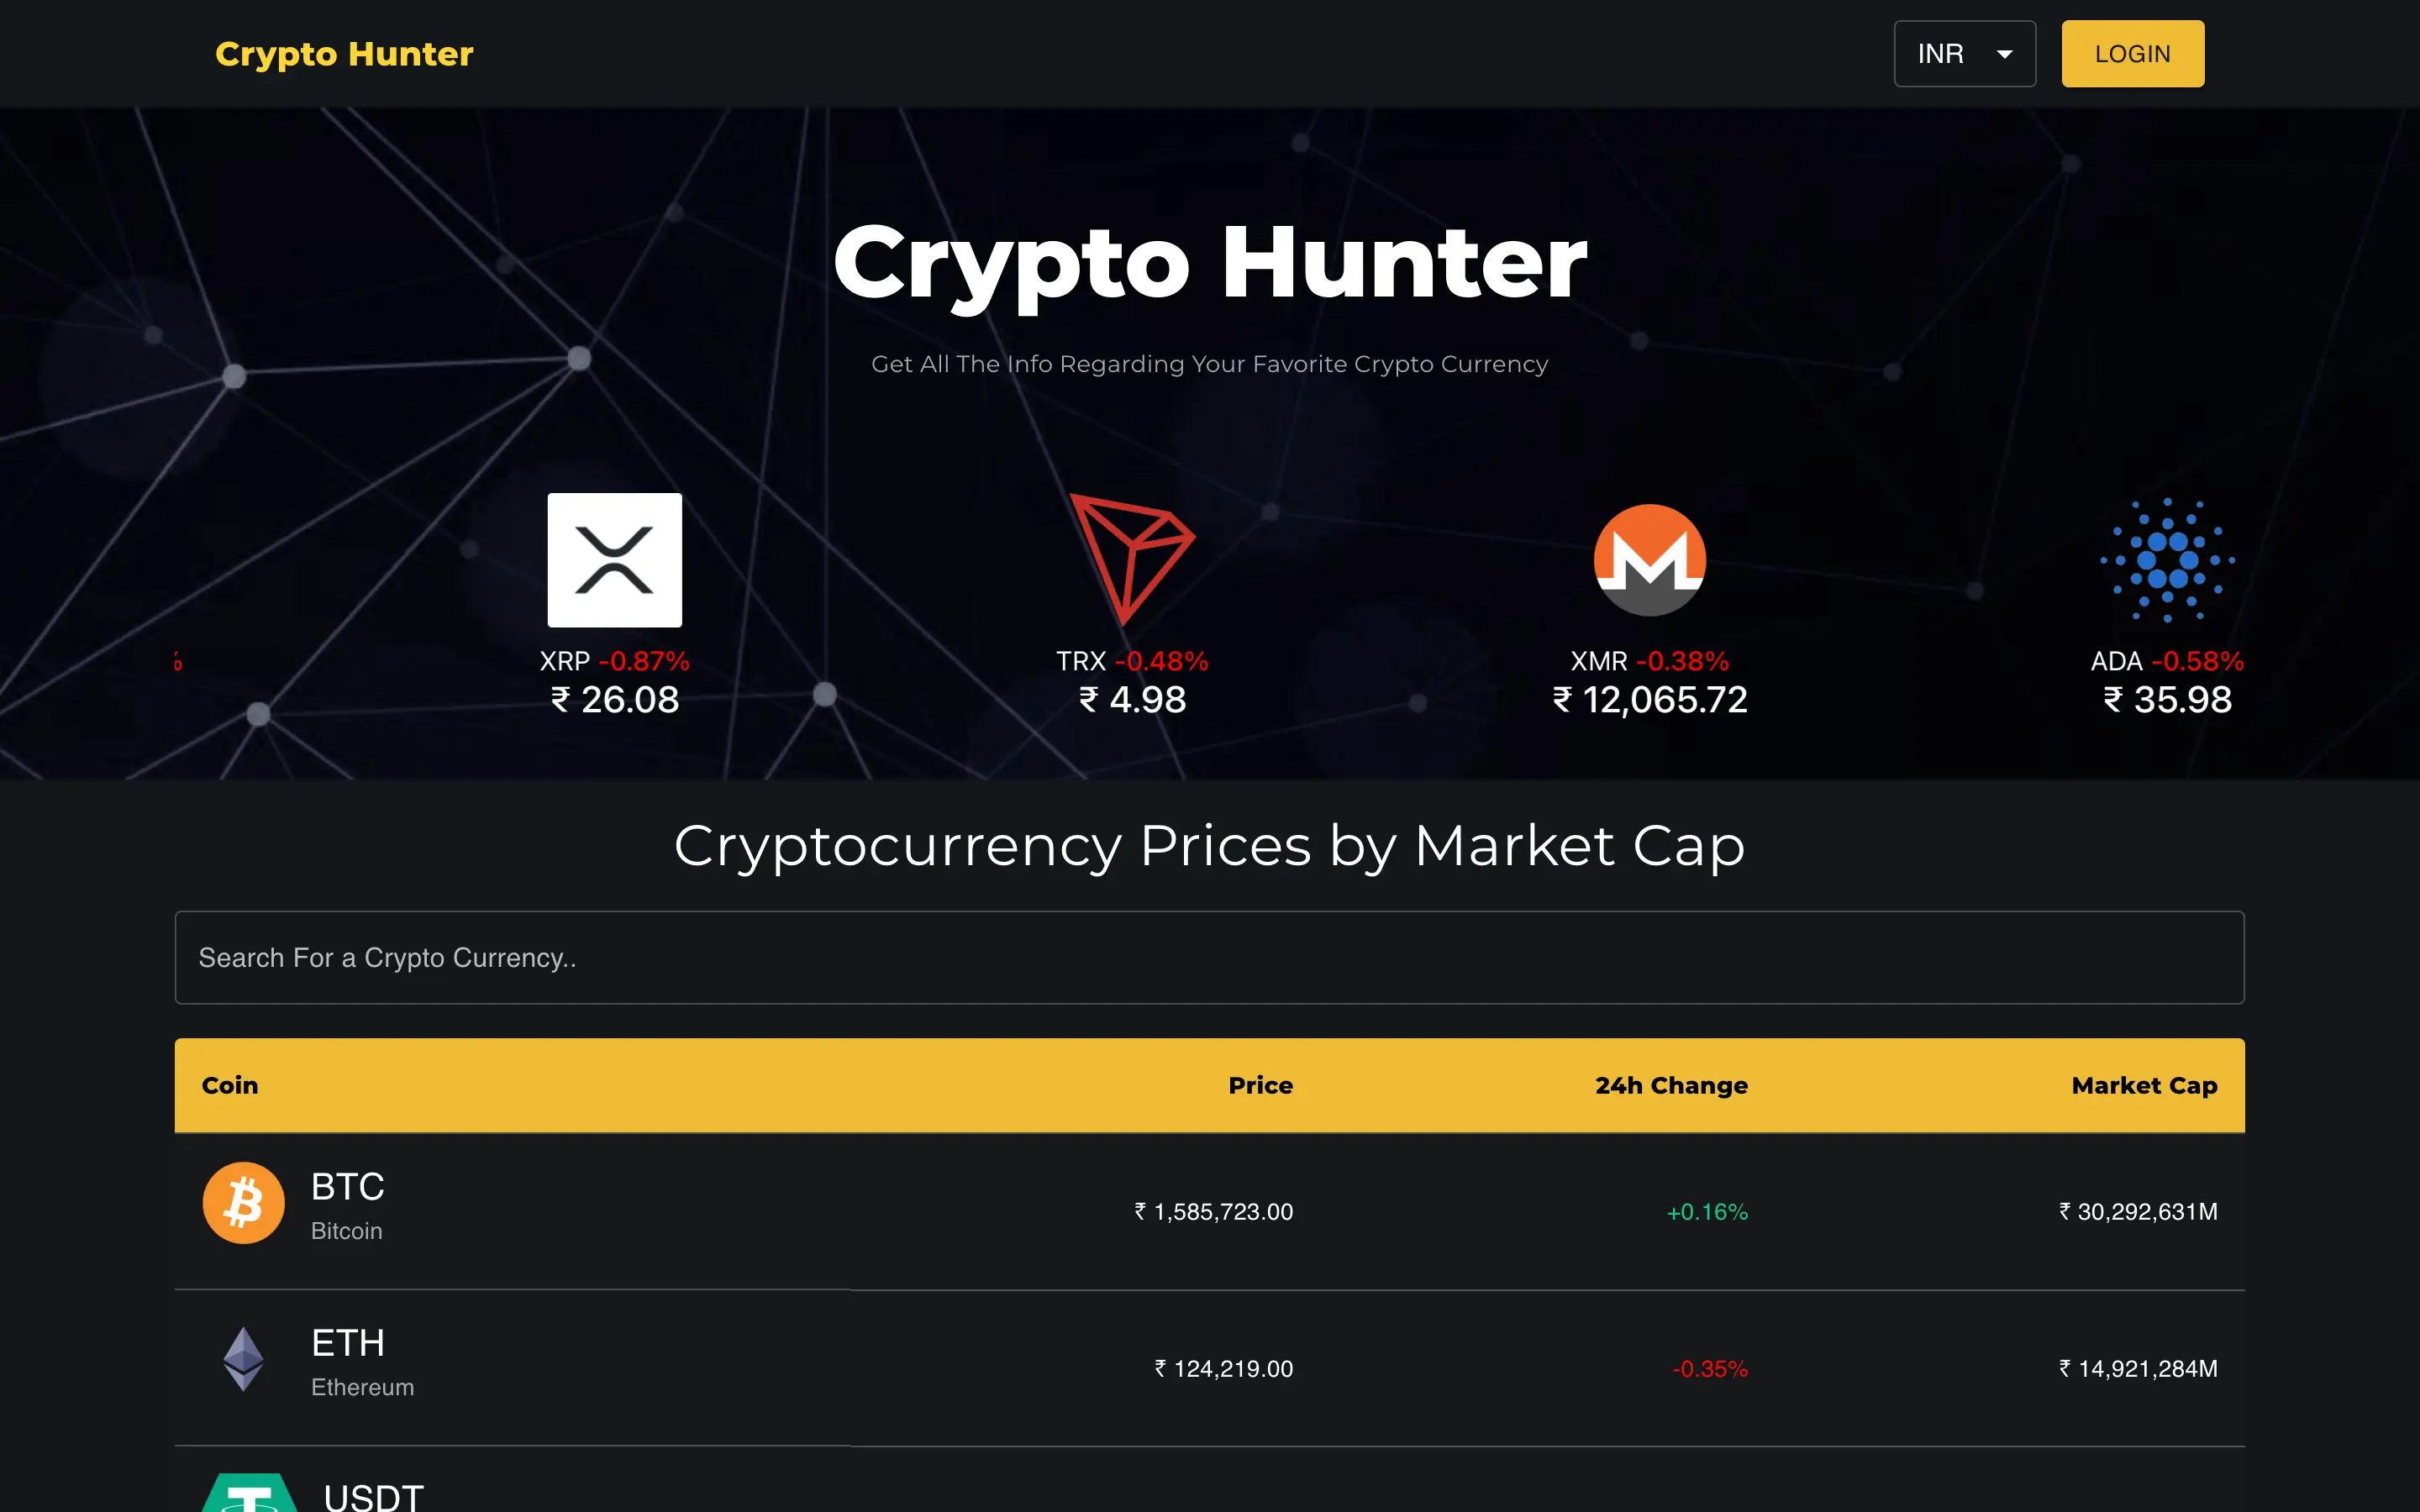 Crypto Hunter
INR
LOGIN
Crypto Hunter
Get All The Info Regarding Your Favorite Crypto Currency
%
XRP -0.87%
₹ 26.08
TRX -0.48%
₹ 4.98
XMR -0.38%
₹ 12,065.72
ADA -0.58%
₹ 35.98
Cryptocurrency Prices by Market Cap
Search For a Crypto Currency..
Coin Price 24h Change Market Cap
BTC
Bitcoin
₹ 1,585,723.00 +0.16% ₹ 30,292,631M
ETH
Ethereum
₹ 124,219.00 -0.35% ₹ 14,921,284M
USDT